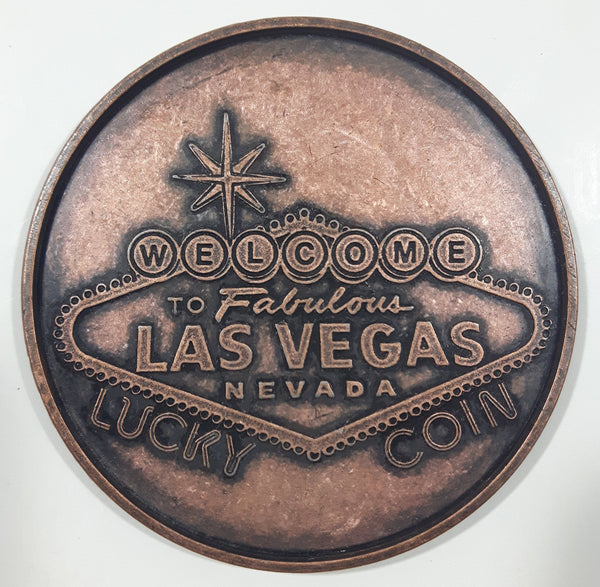 WELCOME
TO Fabulous
LAS VEGAS
NEVADA
LUCKY COIN